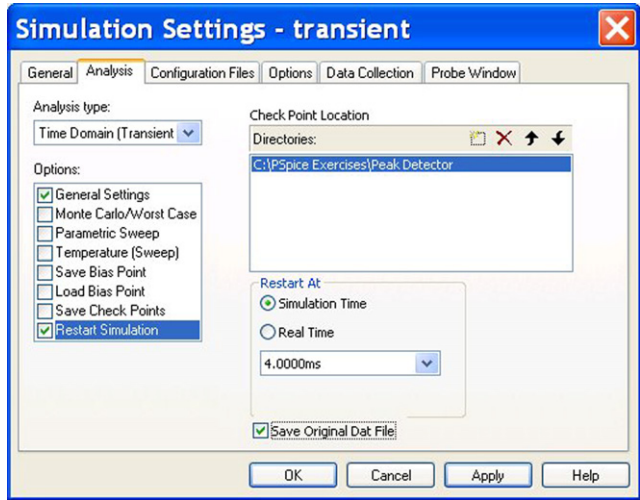 Simulation Settings - transient
General Analysis Configuration Files Options Data Collection Probe Window
Analysis type:
Time Domain (Transient
Options:
General Settings
Monte Carlo/Worst Case
Parametric Sweep
Temperature (Sweep)
Save Bias Point
Load Bias Point
Save Check Points
Restart Simulation
Check Point Location
Directories:
C:\PSpice Exercises\Peak Detector
Restart At
Simulation Time
Real Time
4.0000ms
Save Original Dat File
OK Cancel Apply Help